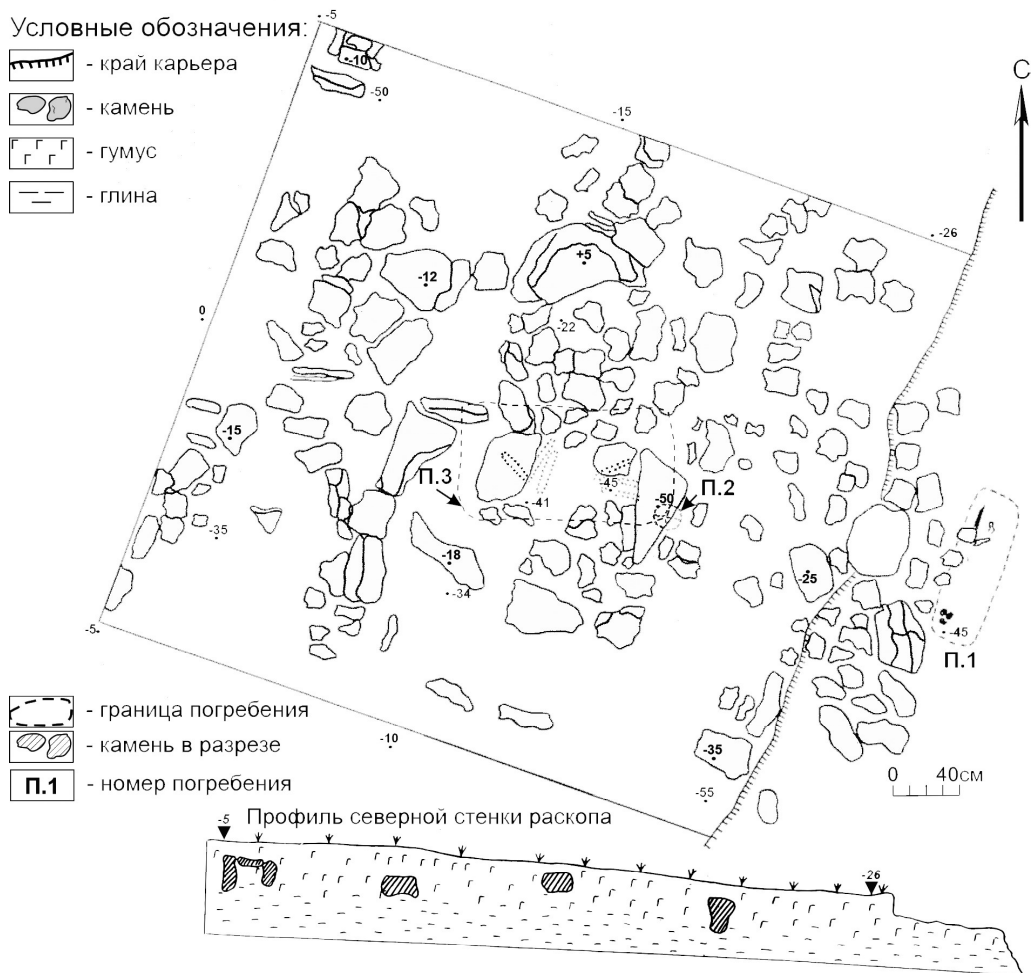 Условные обозначения:
- край карьера
- камень
- гумус
- глина
С
-5
-10
-50
-15
-26
+5
-12
0
-22
-15
П.3
-41
-45
-50
П.2
-35
-18
-34
-25
-45
П.1
-5
-10
-35
-55
0 40см
- граница погребения
- камень в разрезе
П.1 - номер погребения
Профиль северной стенки раскопа
-5
-26